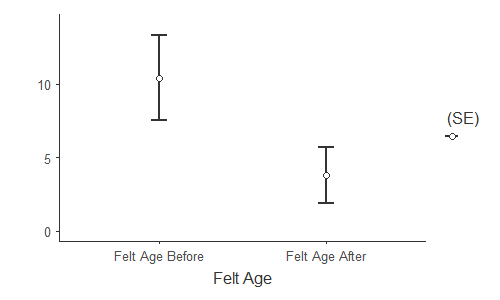 10
5
0
Felt Age Before
Felt Age After
Felt Age
(SE)